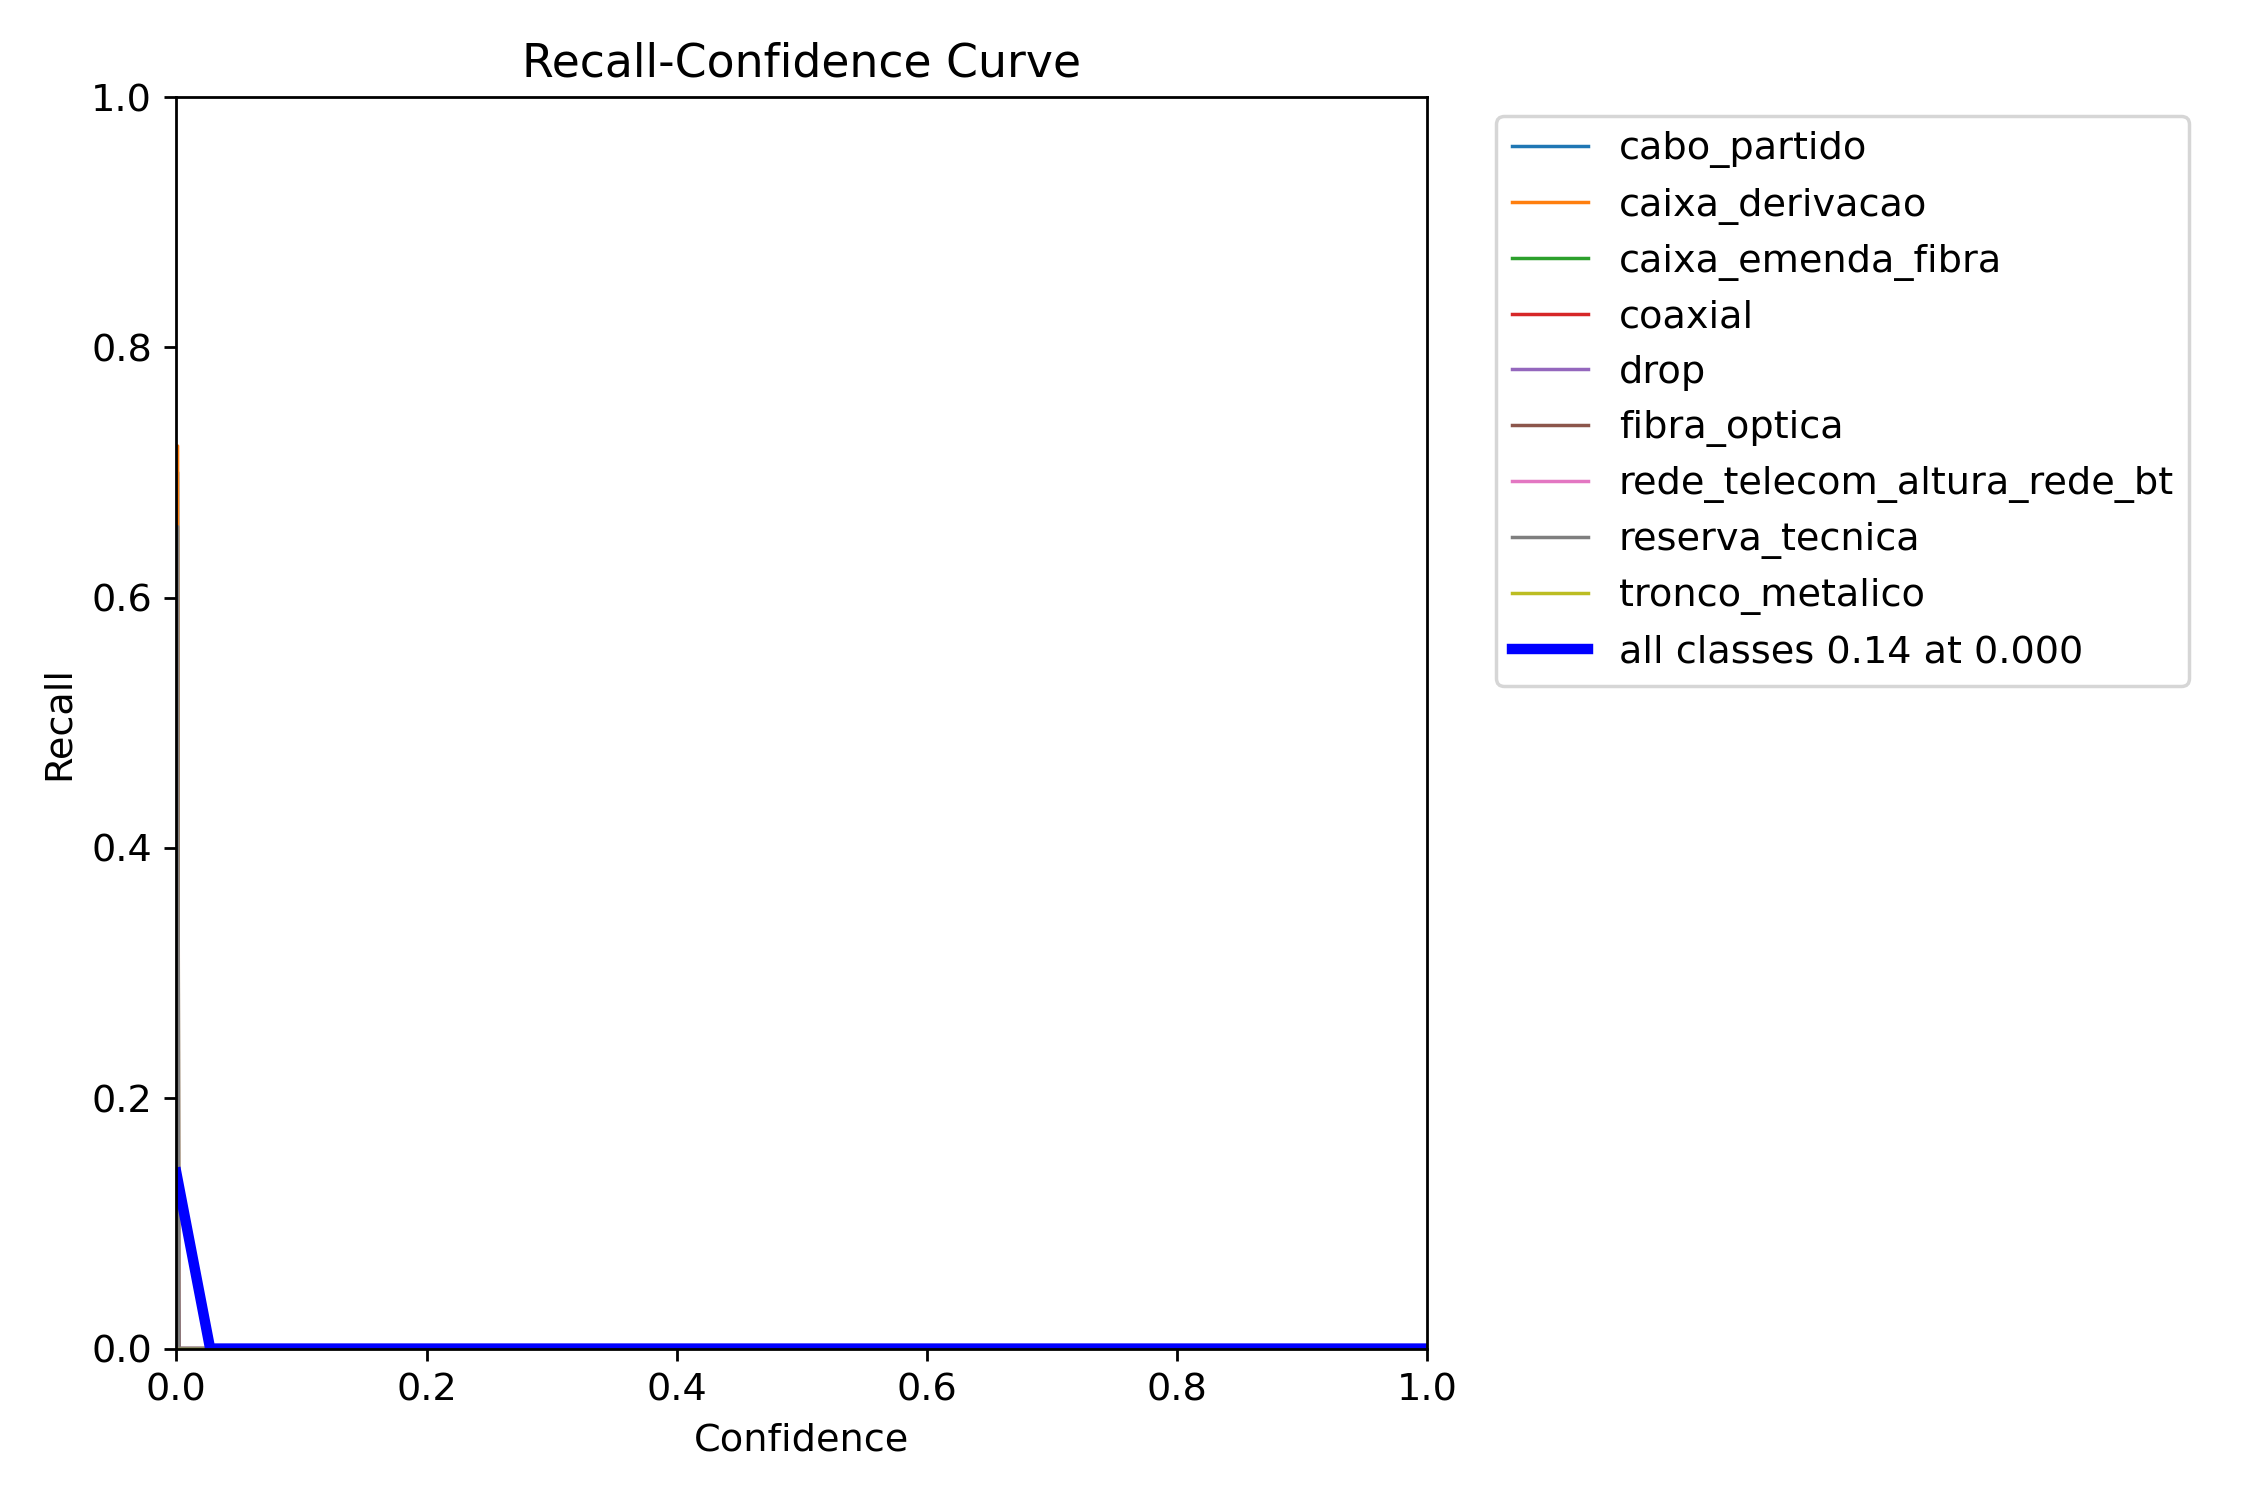 Recall-Confidence Curve
1.0
0.8
0.6
0.4
0.2
0.0
Recall
0.0 0.2 0.4 0.6 0.8 1.0
Confidence
cabo_partido
caixa_derivacao
caixa_emenda_fibra
coaxial
drop
fibra_optica
rede_telecom_altura_rede_bt
reserva_tecnica
tronco_metalico
all classes 0.14 at 0.000